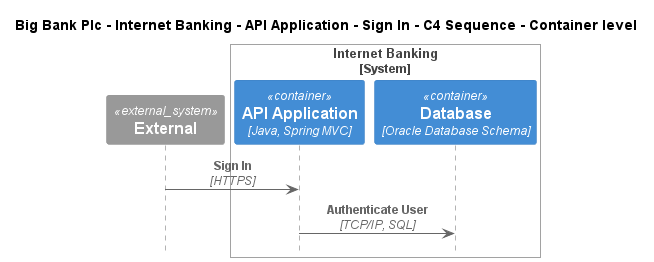 Big Bank Plc - Internet Banking - API Application - Sign In - C4 Sequence - Container level
Internet Banking
[System]
«external_system»
External
«container»
API Application
[Java, Spring MVC]
«container»
Database
[Oracle Database Schema]
Sign In
[HTTPS]
Authenticate User
[TCP/IP, SQL]